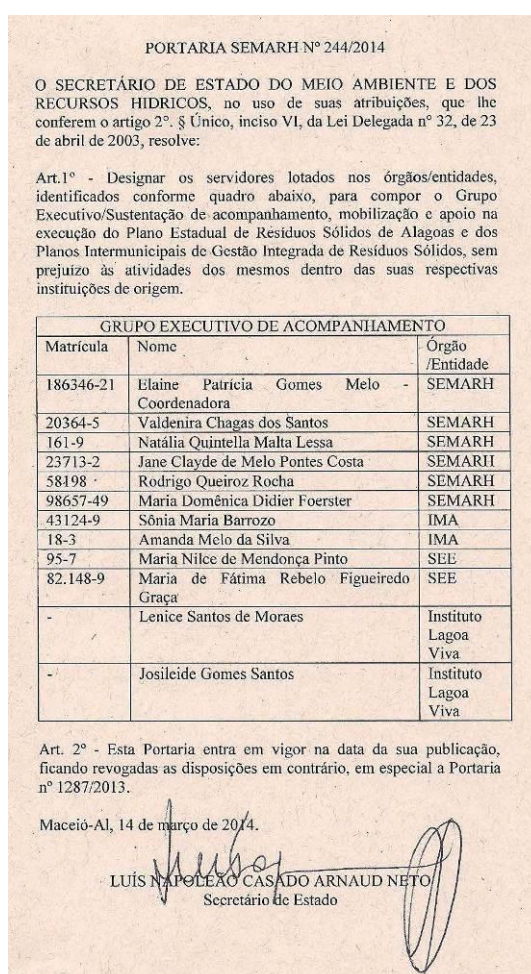 PORTARIA SEMARH Nº 244/2014
O SECRETÁRIO DE ESTADO DO MEIO AMBIENTE E DOS
RECURSOS HIDRICOS, no uso de suas atribuições, que lhe
conferem o artigo 2º. § Único, inciso VI, da Lei Delegada nº 32, de 23
de abril de 2003, resolve:
Art.1º - Designar os servidores lotados nos órgãos/entidades,
identificados conforme quadro abaixo, para compor o Grupo
Executivo/Sustentação de acompanhamento, mobilização e apoio na
execução do Plano Estadual de Resíduos Sólidos de Alagoas e dos
Planos Intermunicipais de Gestão Integrada de Resíduos Sólidos, sem
prejuízo às atividades dos mesmos dentro das suas respectivas
instituições de origem.
GRUPO EXECUTIVO DE ACOMPANHAMENTO
Matrícula Nome Órgão
/Entidade
186346-21 Elaine Patrícia Gomes Melo - SEMARH
Coordenadora
20364-5 Valdenira Chagas dos Santos SEMARH
161-9 Natália Quintella Malta Lessa SEMARH
23713-2 Jane Clayde de Melo Pontes Costa SEMARH
58198 Rodrigo Queiroz Rocha SEMARH
98657-49 Maria Domênica Didier Foerster SEMARH
43124-9 Sônia Maria Barrozo IMA
18-3 Amanda Melo da Silva IMA
95-7 Maria Nilce de Mendonça Pinto SEE
82.148-9 Maria de Fátima Rebelo Figueiredo SEE
Graça
- Lenice Santos de Moraes Instituto
Lagoa
Viva
- Josileide Gomes Santos Instituto
Lagoa
Viva
Art. 2º - Esta Portaria entra em vigor na data da sua publicação,
ficando revogadas as disposições em contrário, em especial a Portaria
nº 1287/2013.
Maceió-Al, 14 de março de 2014.
LUÍS NAPOLEÃO CASADO ARNAUD NETO
Secretário de Estado